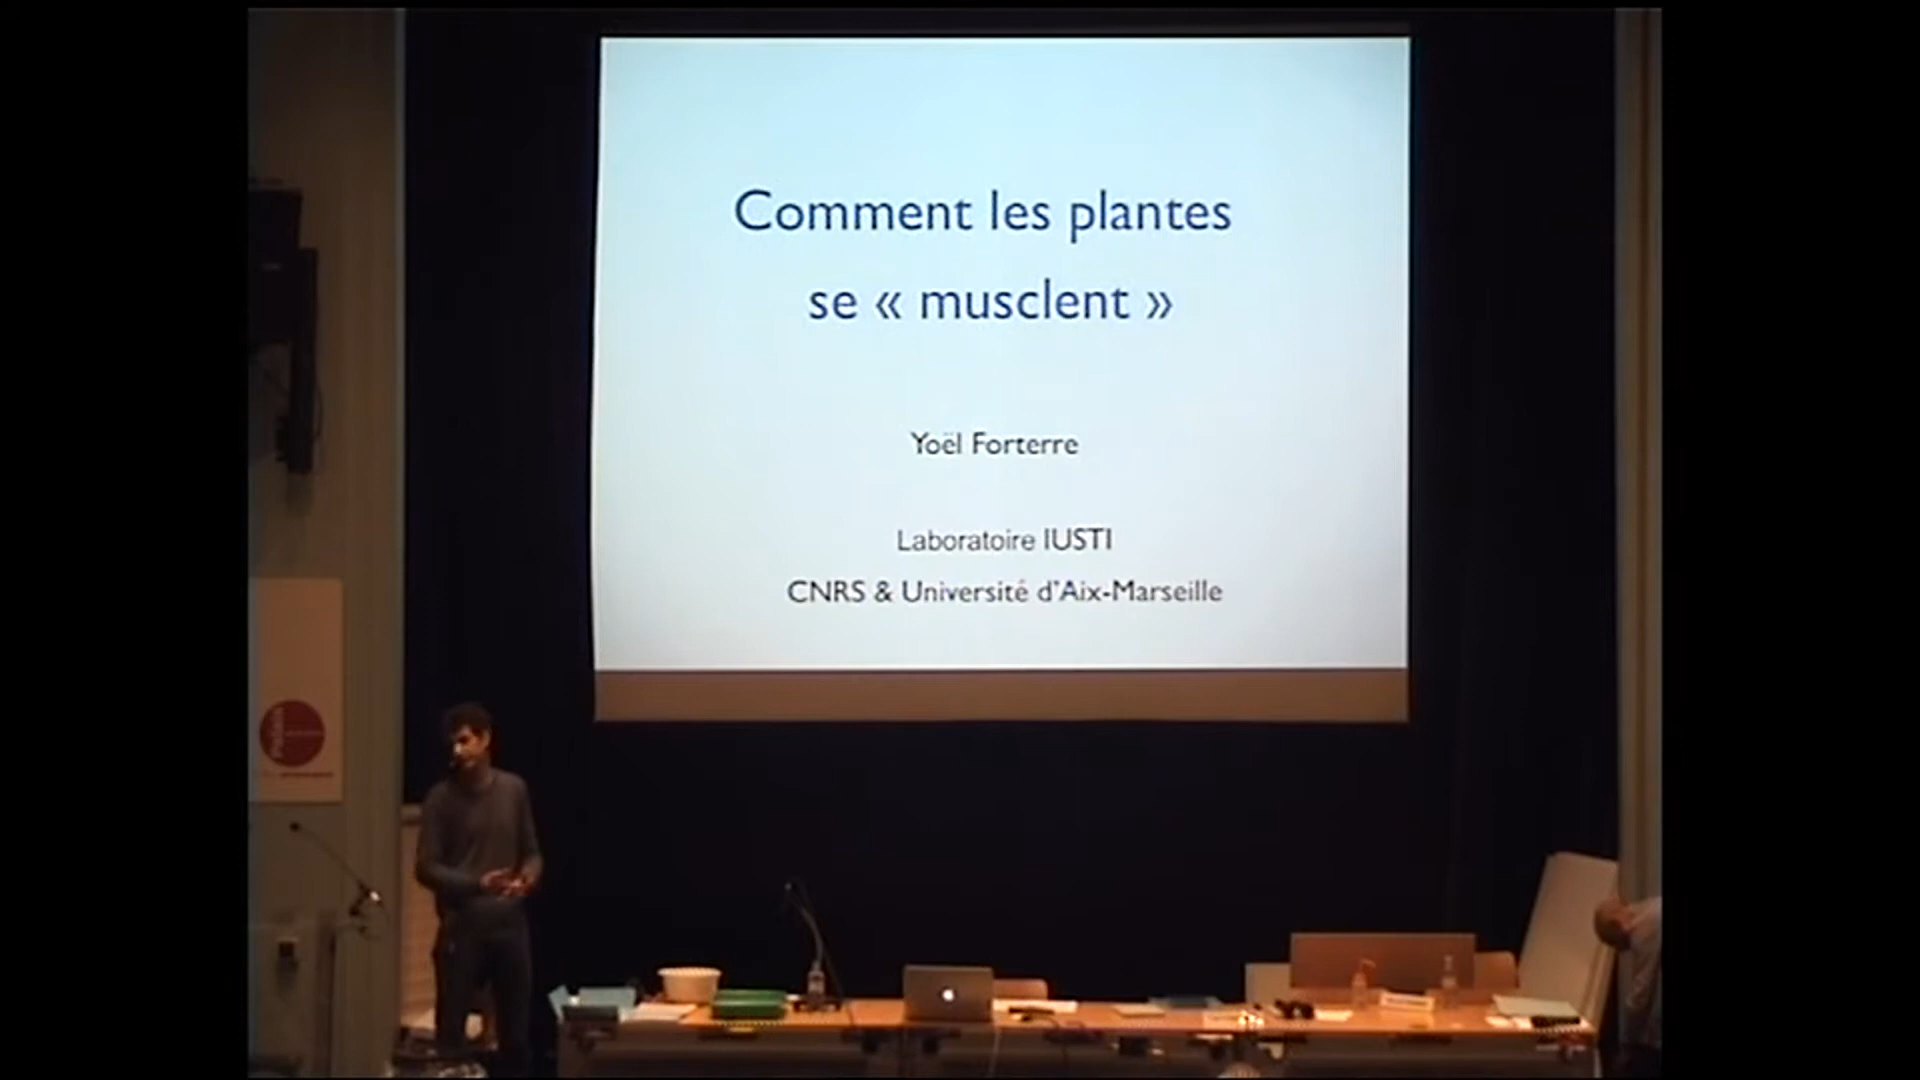 Comment les plantes
se « musclent »
Yoël Forterre
Laboratoire IUSTI
CNRS & Université d'Aix-Marseille